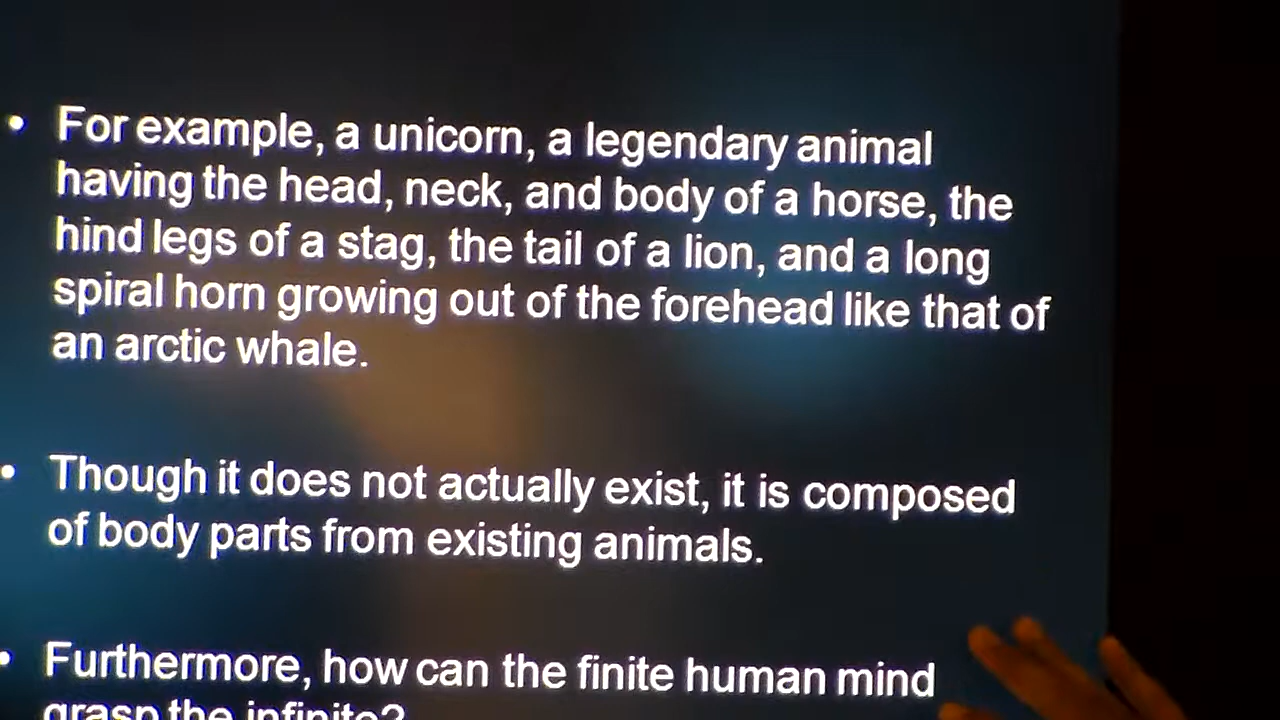 • For example, a unicorn, a legendary animal
having the head, neck, and body of a horse, the
hind legs of a stag, the tail of a lion, and a long
spiral horn growing out of the forehead like that of
an arctic whale.
• Though it does not actually exist, it is composed
of body parts from existing animals.
• Furthermore, how can the finite human mind
grasp the infinite?